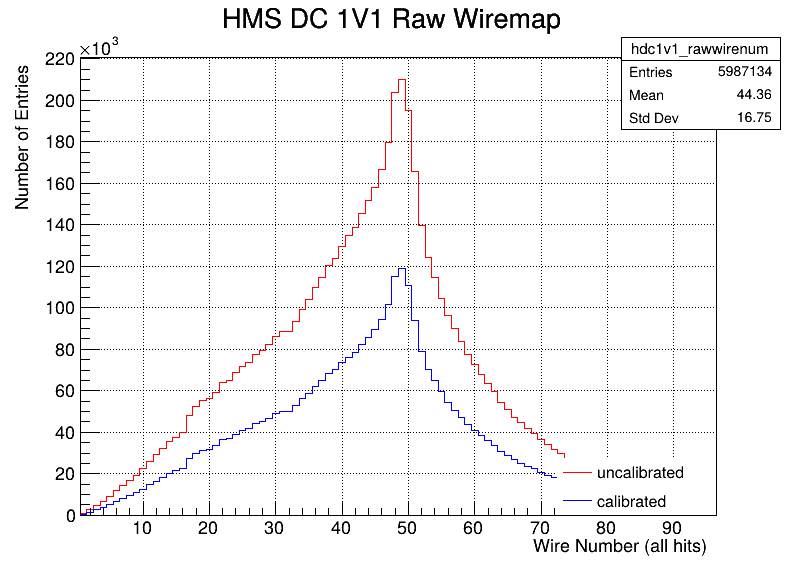 HMS DC 1V1 Raw Wiremap
×10³
hdc1v1_rawwirenum
Entries 5987134
Mean 44.36
Std Dev 16.75
Number of Entries
220
200
180
160
140
120
100
80
60
40
20
0
uncalibrated
calibrated
10 20 30 40 50 60 70 80 90
Wire Number (all hits)